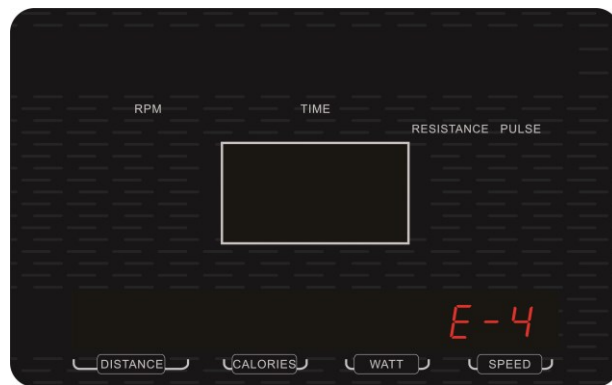 RPM TIME
RESISTANCE PULSE
E-4
DISTANCE CALORIES WATT SPEED